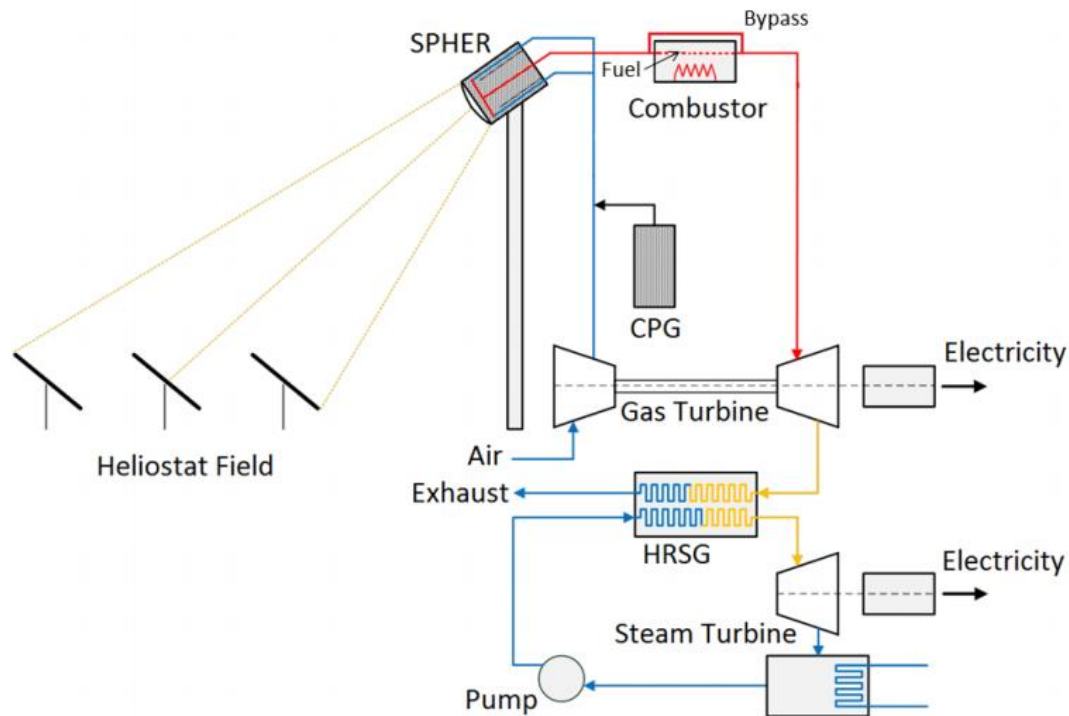 Bypass
SPHER
Fuel
Combustor
CPG
Electricity
Gas Turbine
Heliostat Field
Air
Exhaust
HRSG
Electricity
Steam Turbine
Pump